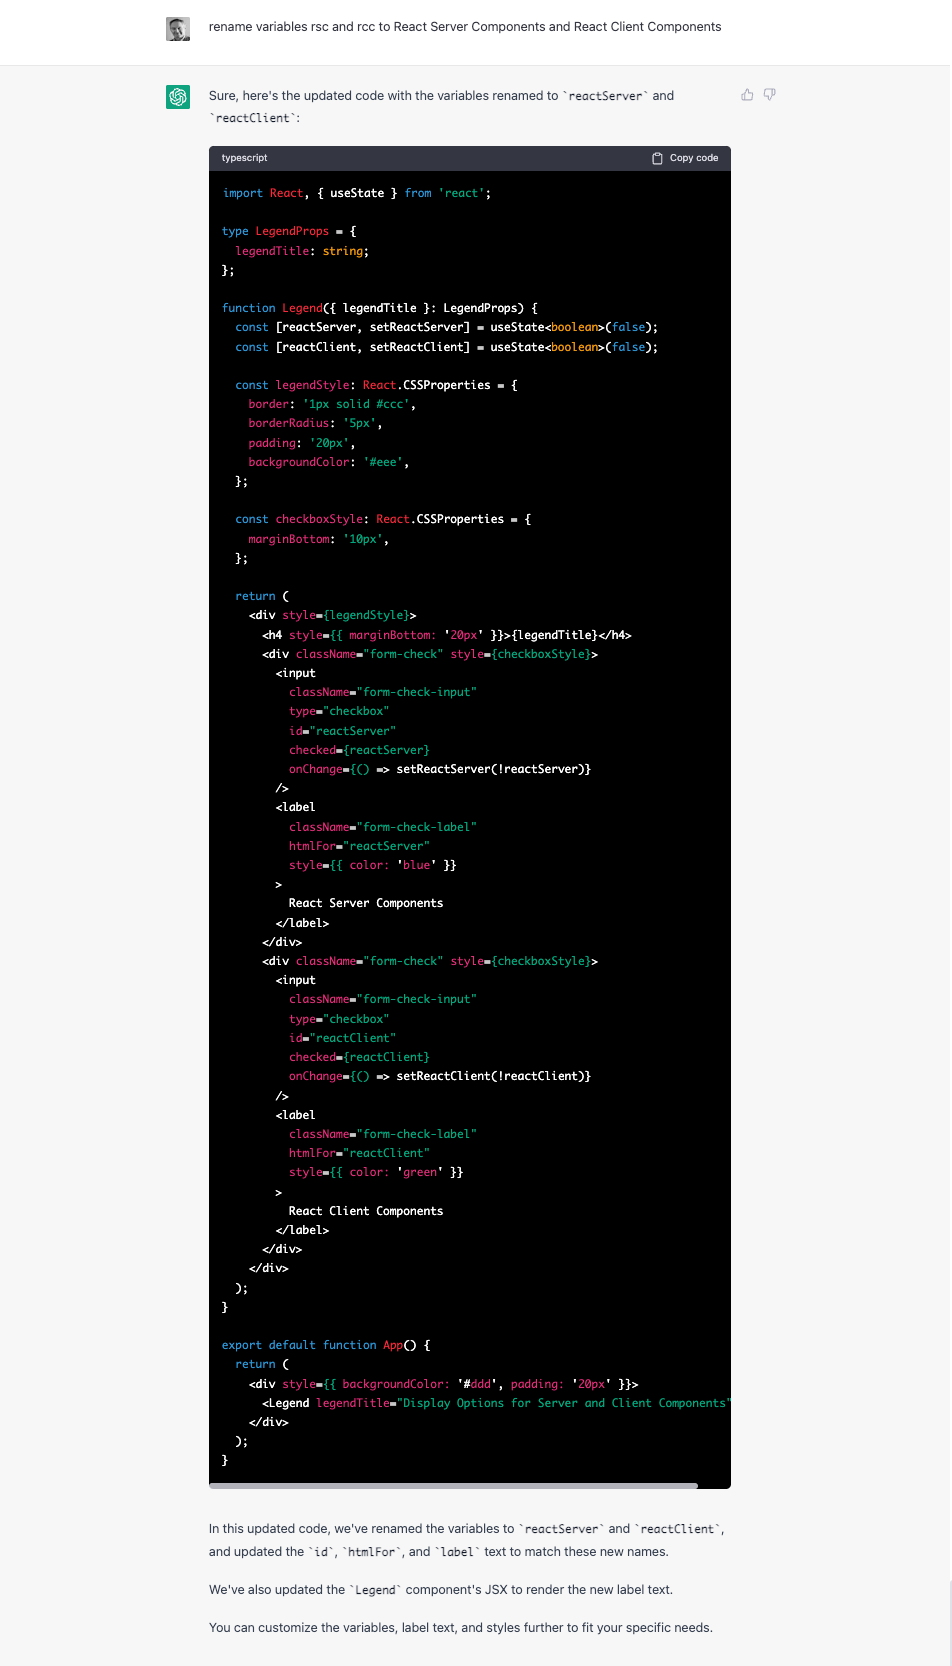 rename variables rsc and rcc to React Server Components and React Client Components
Sure, here's the updated code with the variables renamed to `reactServer` and
`reactClient`:
typescript
Copy code
import React, { useState } from 'react';
type LegendProps = {
  legendTitle: string;
};
function Legend({ legendTitle }: LegendProps) {
  const [reactServer, setReactServer] = useState<boolean>(false);
  const [reactClient, setReactClient] = useState<boolean>(false);
  const legendStyle: React.CSSProperties = {
    border: '1px solid #ccc',
    borderRadius: '5px',
    padding: '20px',
    backgroundColor: '#eee',
  };
  const checkboxStyle: React.CSSProperties = {
    marginBottom: '10px',
  };
  return (
    <div style={legendStyle}>
      <h4 style={{ marginBottom: '20px' }}>{legendTitle}</h4>
      <div className="form-check" style={checkboxStyle}>
        <input
          className="form-check-input"
          type="checkbox"
          id="reactServer"
          checked={reactServer}
          onChange={() => setReactServer(!reactServer)}
        />
        <label
          className="form-check-label"
          htmlFor="reactServer"
          style={{ color: 'blue' }}
        >
          React Server Components
        </label>
      </div>
      <div className="form-check" style={checkboxStyle}>
        <input
          className="form-check-input"
          type="checkbox"
          id="reactClient"
          checked={reactClient}
          onChange={() => setReactClient(!reactClient)}
        />
        <label
          className="form-check-label"
          htmlFor="reactClient"
          style={{ color: 'green' }}
        >
          React Client Components
        </label>
      </div>
    </div>
  );
}
export default function App() {
  return (
    <div style={{ backgroundColor: '#ddd', padding: '20px' }}>
      <Legend legendTitle="Display Options for Server and Client Components"
    </div>
  );
}
In this updated code, we've renamed the variables to `reactServer` and `reactClient`,
and updated the `id`, `htmlFor`, and `label` text to match these new names.
We've also updated the `Legend` component's JSX to render the new label text.
You can customize the variables, label text, and styles further to fit your specific needs.